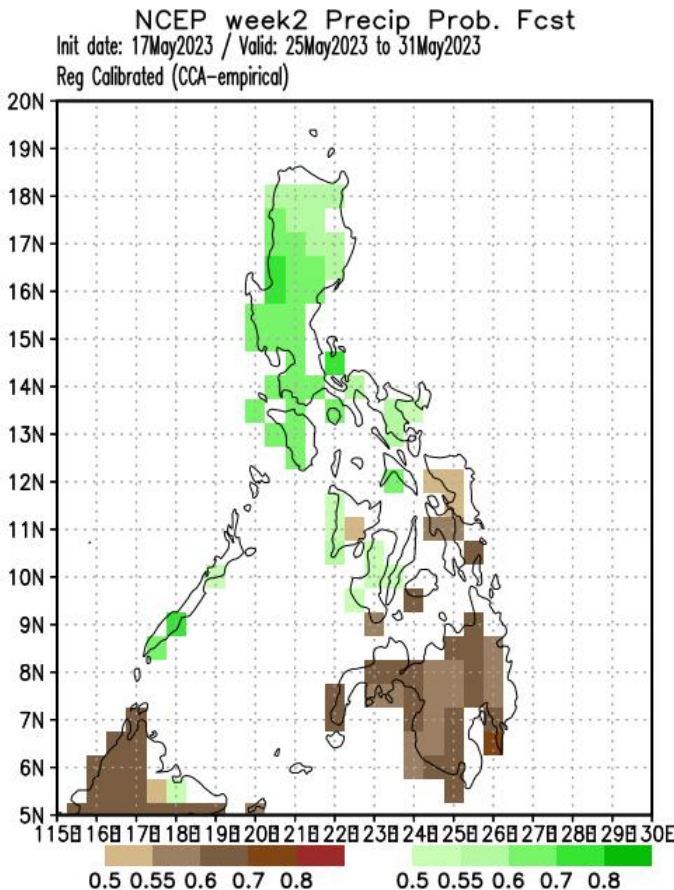 NCEP week2 Precip Prob. Fcst
Init date: 17May2023 / Valid: 25May2023 to 31May2023
Reg Calibrated (CCA-empirical)
20N
19N
18N
17N
16N
15N
14N
13N
12N
11N
10N
9N
8N
7N
6N
5N
115E 116E 117E 118E 119E 120E 121E 122E 123E 124E 125E 126E 127E 128E 129E 130E
0.5 0.55 0.6 0.7 0.8 0.5 0.55 0.6 0.7 0.8